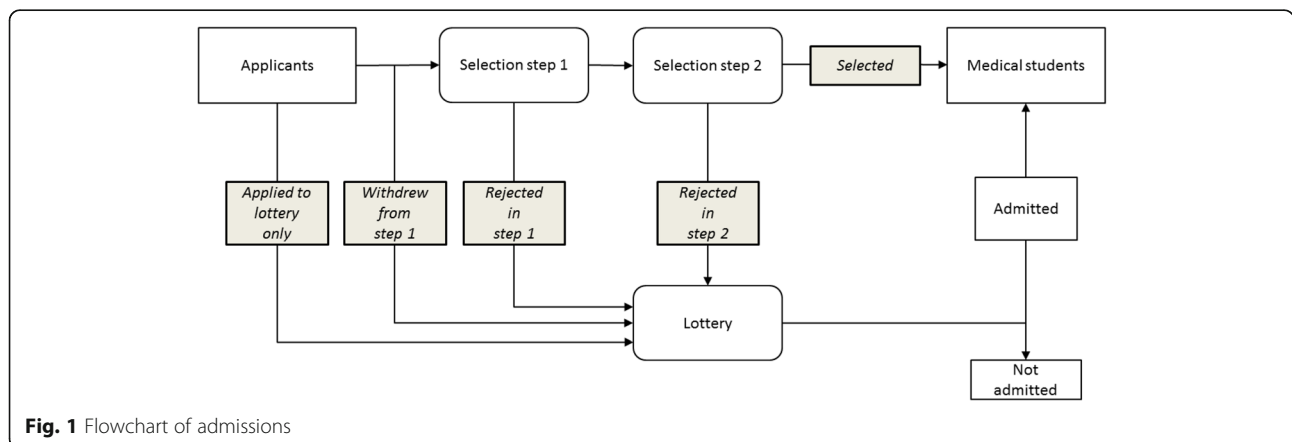 Applicants
Selection step 1
Selection step 2
Selected
Medical students
Applied to
lottery
only
Withdrew
from
step 1
Rejected
in
step 1
Rejected
in
step 2
Admitted
Lottery
Not
admitted
Fig. 1 Flowchart of admissions